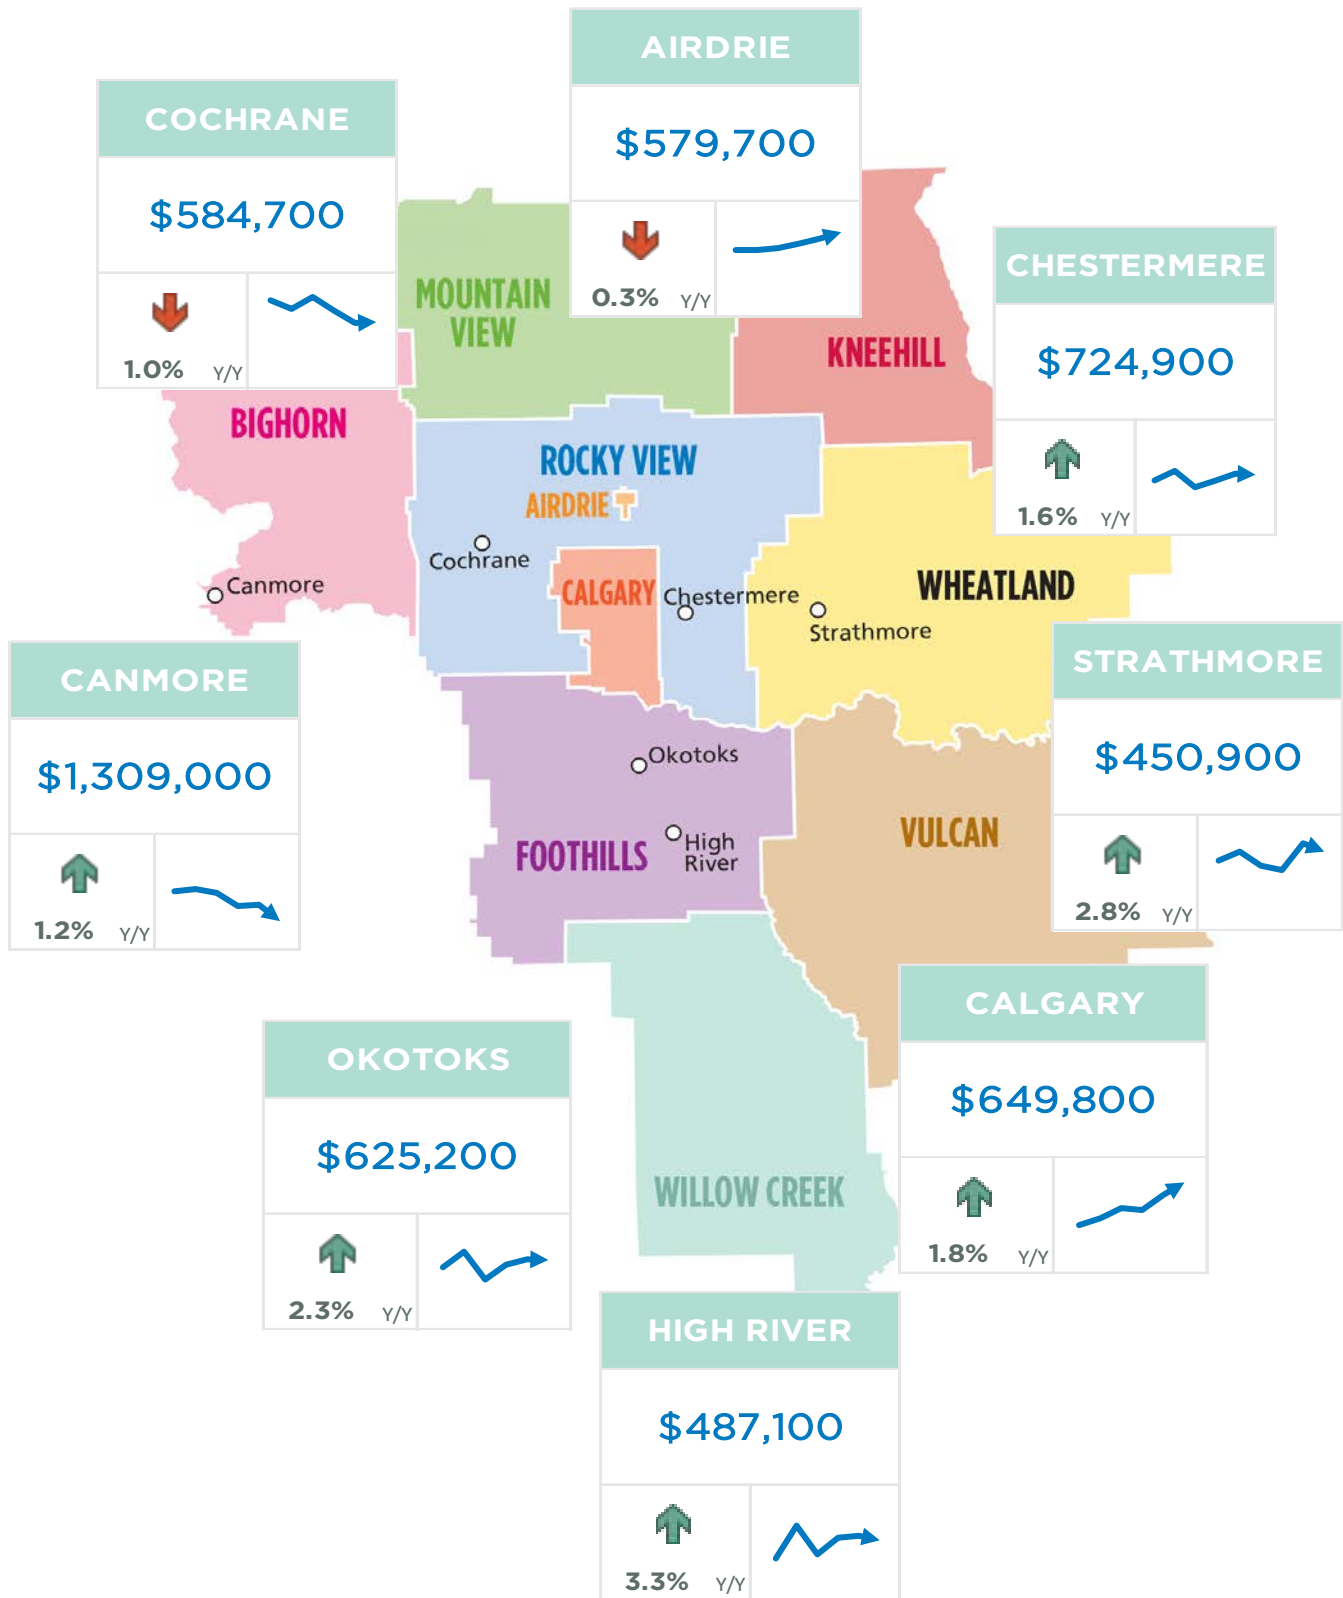 AIRDRIE
$579,700
0.3% Y/Y
COCHRANE
$584,700
1.0% Y/Y
CHESTERMERE
$724,900
1.6% Y/Y
MOUNTAIN
VIEW
KNEEHILL
BIGHORN
ROCKY VIEW
AIRDRIE
Cochrane
CALGARY
Chestermere
Canmore
WHEATLAND
Strathmore
CANMORE
$1,309,000
1.2% Y/Y
STRATHMORE
$450,900
2.8% Y/Y
Okotoks
High
River
FOOTHILLS
VULCAN
CALGARY
$649,800
1.8% Y/Y
OKOTOKS
$625,200
2.3% Y/Y
WILLOW CREEK
HIGH RIVER
$487,100
3.3% Y/Y